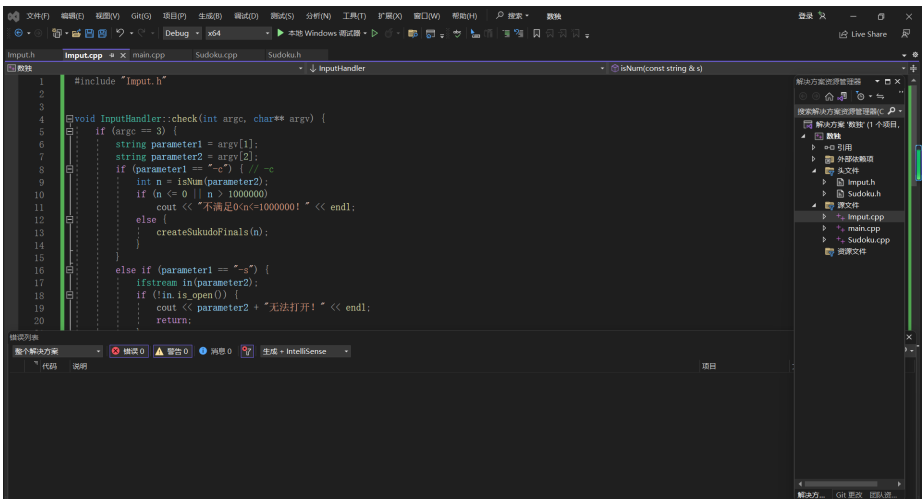 文件(F) 编辑(E) 视图(V) Git(G) 项目(P) 生成(B) 调试(D) 测试(S) 分析(N) 工具(T) 扩展(X) 窗口(W) 帮助(H) 搜索 数独 登录
Debug x64 本地 Windows 调试器 Live Share
Imput.h Imput.cpp main.cpp Sudoku.cpp Sudoku.h
数独 InputHandler isNum(const string & s)
1 #include "Imput.h"
2
3
4 void InputHandler::check(int argc, char** argv) {
5 if (argc == 3) {
6 string parameter1 = argv[1];
7 string parameter2 = argv[2];
8 if (parameter1 == "-c") { // -c
9 int n = isNum(parameter2);
10 if (n <= 0 || n > 1000000)
11 cout << "不满足0<n<=1000000! " << endl;
12 else {
13 createSukudoFinals(n);
14 }
15 }
16 else if (parameter1 == "-s") {
17 ifstream in(parameter2);
18 if (!in.is_open()) {
19 cout << parameter2 + "无法打开! " << endl;
20 return;
解决方案资源管理器
搜索解决方案资源管理器(C
解决方案 '数独' (1 个项目,
数独
引用
外部依赖项
头文件
Imput.h
Sudoku.h
源文件
Imput.cpp
main.cpp
Sudoku.cpp
资源文件
错误列表
整个解决方案 错误 0 警告 0 消息 0 生成 + IntelliSense
代码 说明 项目
解决方... Git 更改 团队资...